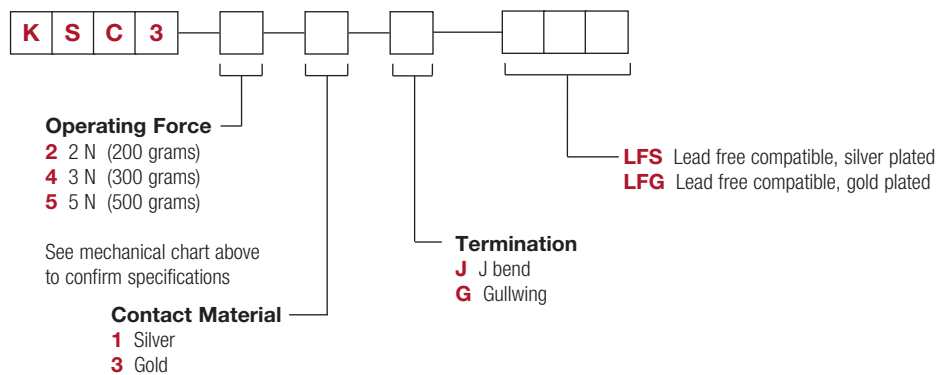 K S C 3
Operating Force
2 2 N (200 grams)
4 3 N (300 grams)
5 5 N (500 grams)
See mechanical chart above
to confirm specifications
Contact Material
1 Silver
3 Gold
Termination
J J bend
G Gullwing
LFS Lead free compatible, silver plated
LFG Lead free compatible, gold plated